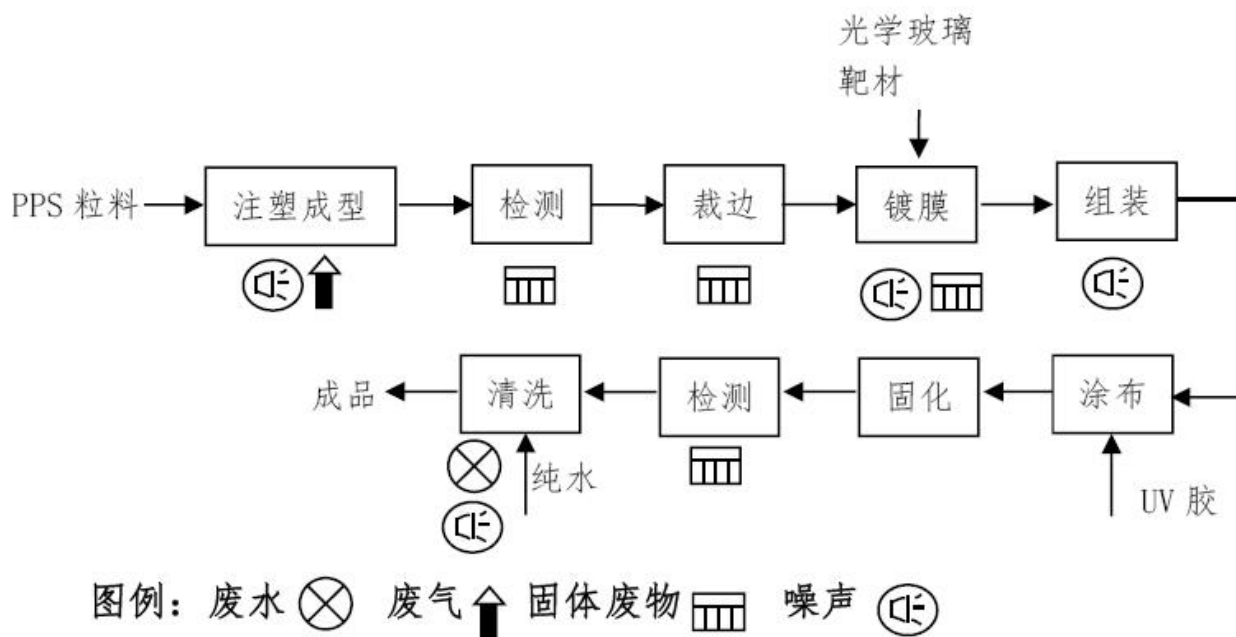 光学玻璃
靶材
PPS 粒料
注塑成型
检测
裁边
镀膜
组装
成品
清洗
检测
固化
涂布
纯水
UV 胶
图例：废水 废气 固体废物 噪声